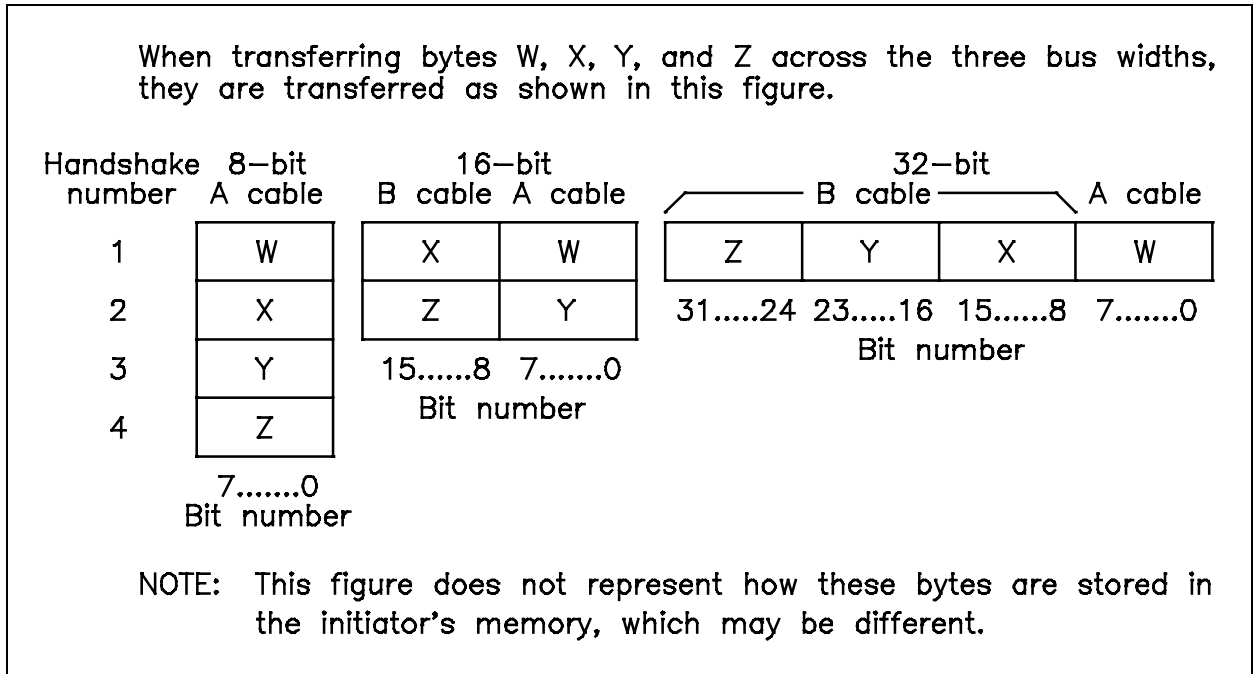 When transferring bytes W, X, Y, and Z across the three bus widths,
they are transferred as shown in this figure.
Handshake 8-bit 16-bit 32-bit
number A cable B cable A cable B cable A cable
1 W X W Z Y X W
2 X Z Y 31.....24 23.....16 15......8 7.......0
Bit number
3 Y 15......8 7.......0
Bit number
4 Z
7.......0
Bit number
NOTE: This figure does not represent how these bytes are stored in
the initiator's memory, which may be different.